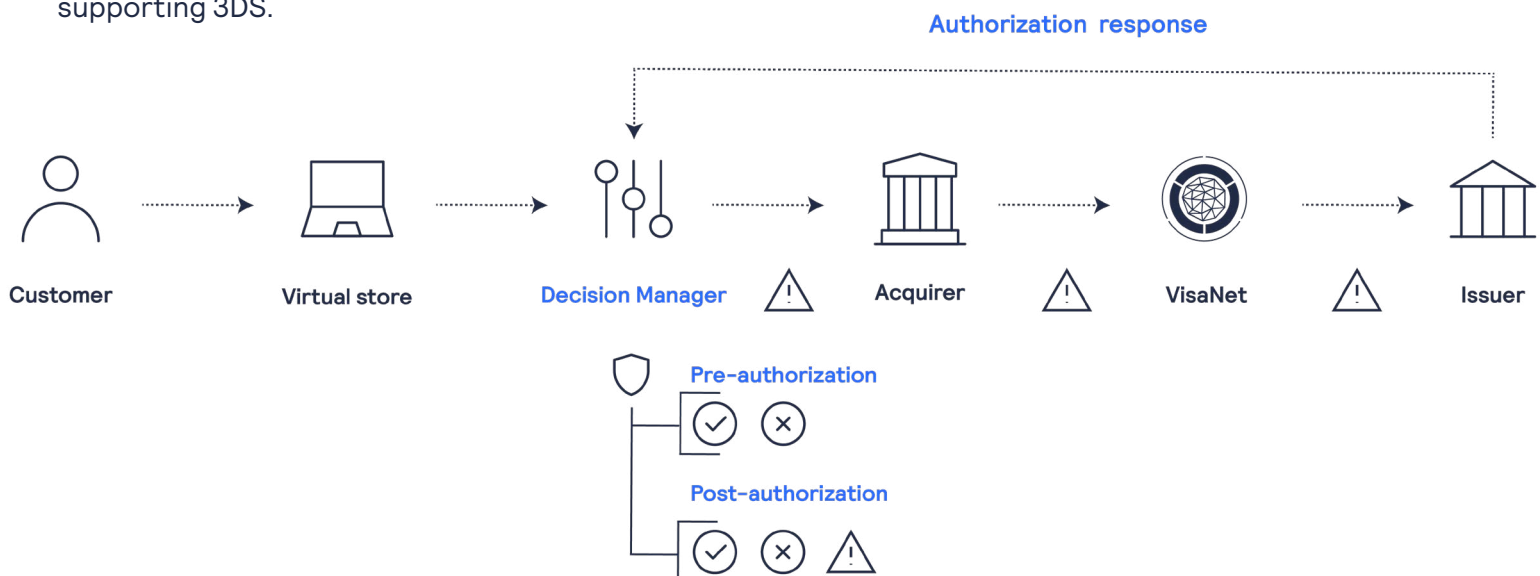 supporting 3DS.
Authorization response
Customer
Virtual store
Decision Manager
Acquirer
VisaNet
Issuer
Pre-authorization
Post-authorization